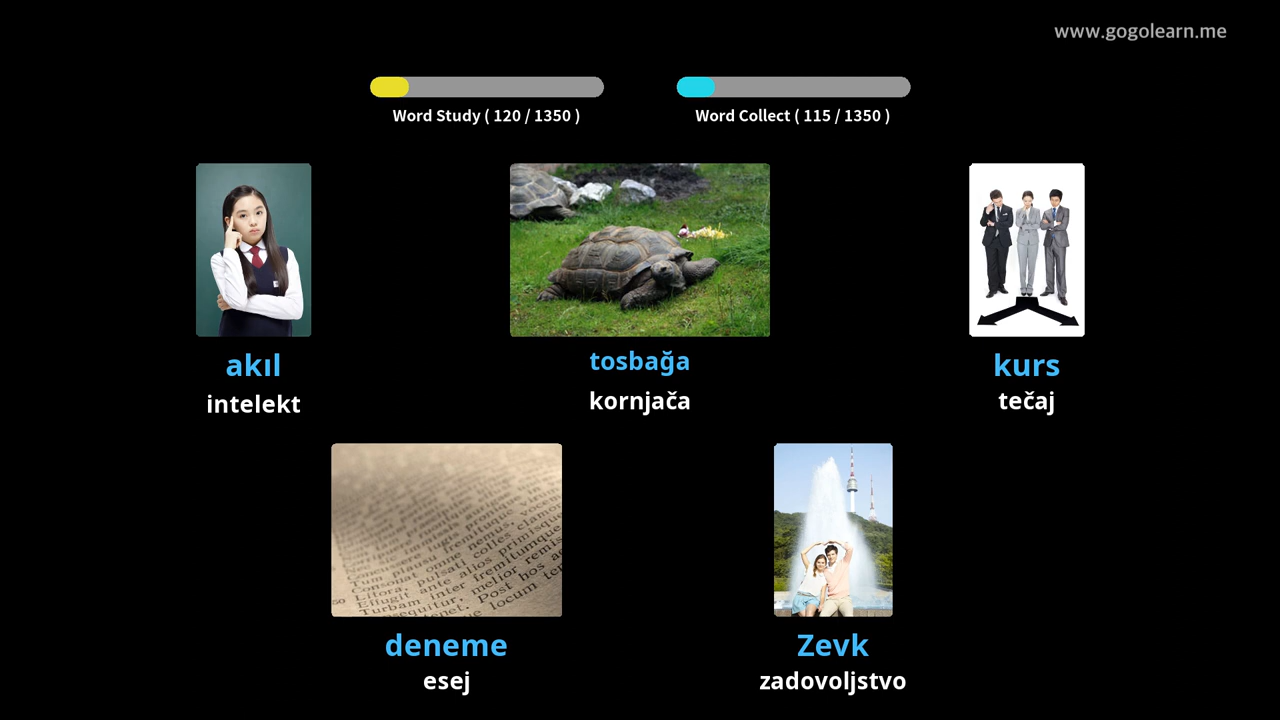 www.gogolearn.me
Word Study ( 120 / 1350 )
Word Collect ( 115 / 1350 )
akıl
intelekt
tosbağa
kornjača
kurs
tečaj
deneme
esej
Zevk
zadovoljstvo